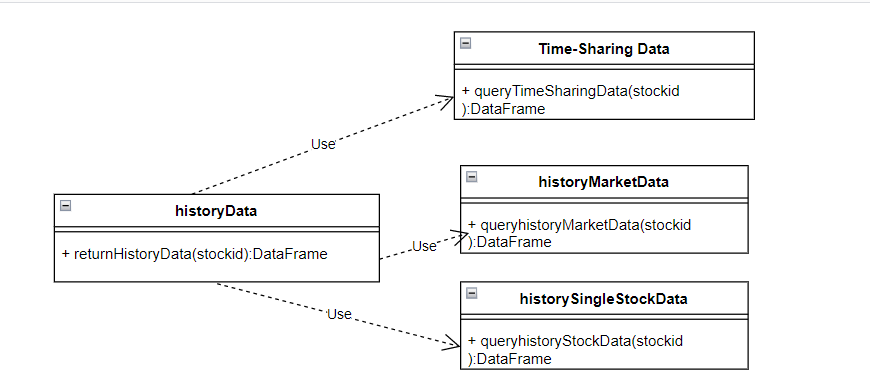 Time-Sharing Data
+ queryTimeSharingData(stockid
):DataFrame
Use
historyMarketData
+ queryhistoryMarketData(stockid
):DataFrame
historyData
+ returnHistoryData(stockid):DataFrame
Use
historySingleStockData
+ queryhistoryStockData(stockid
):DataFrame
Use